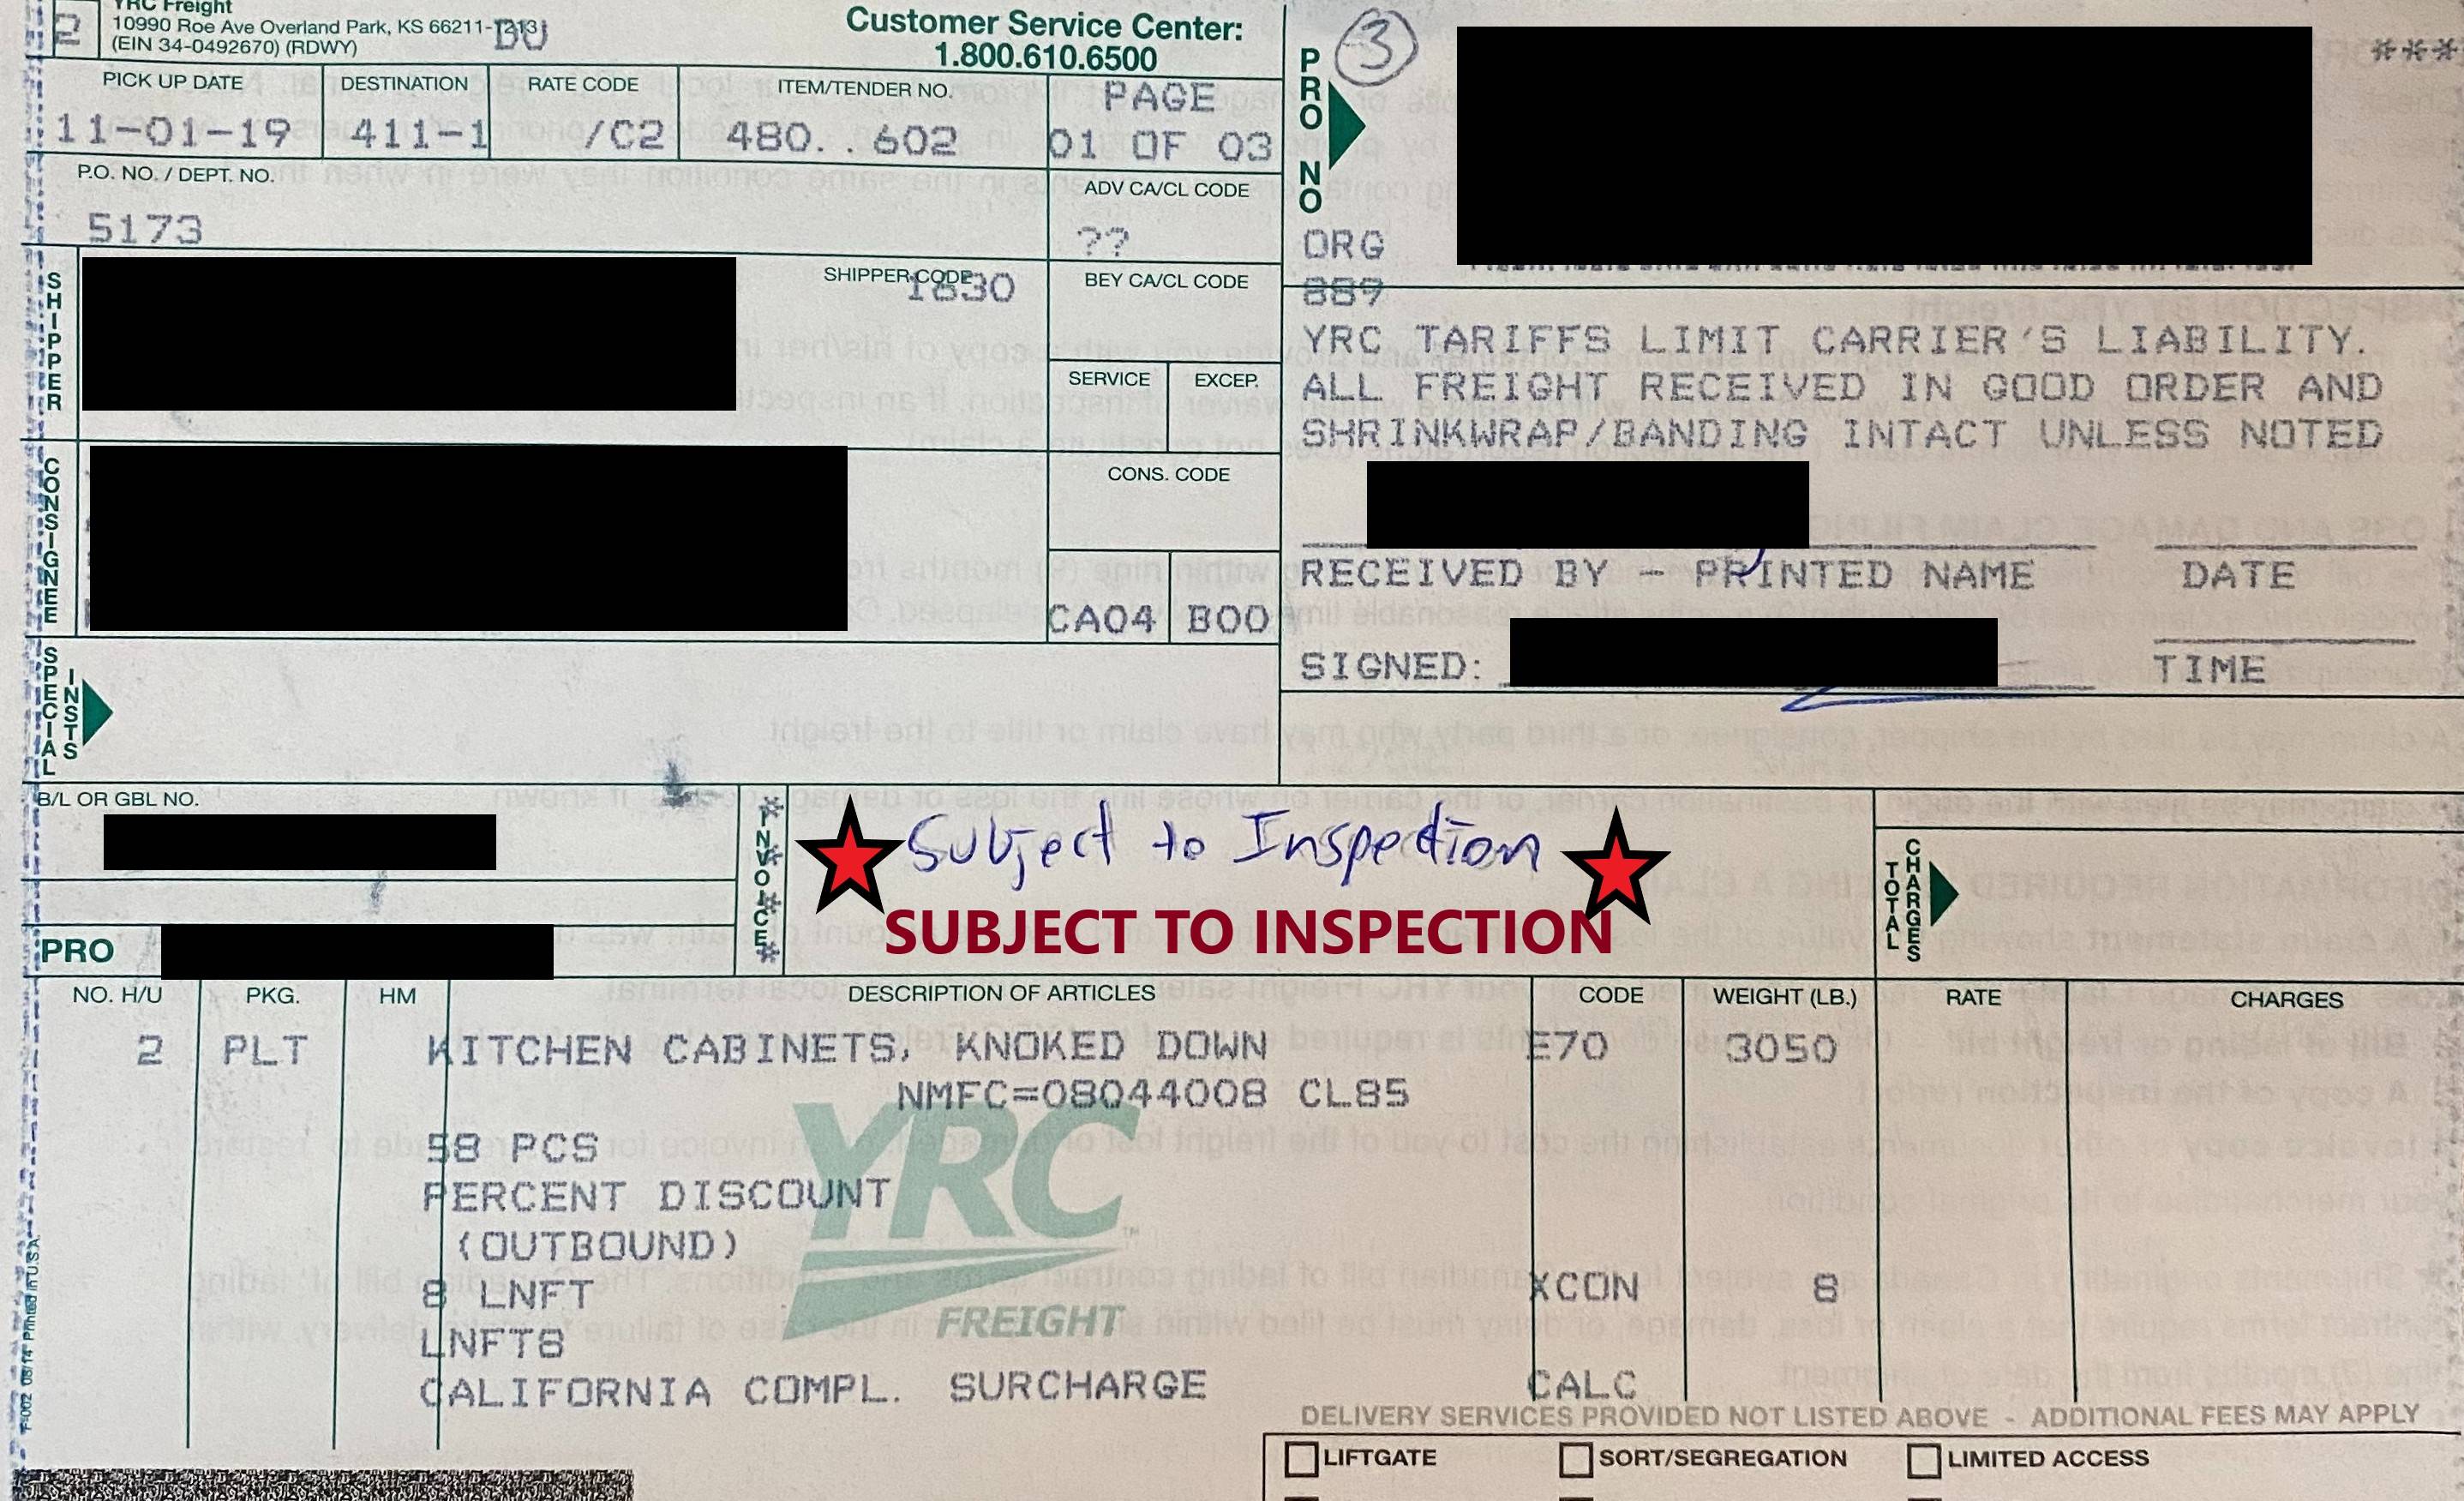 2
YRC Freight
10990 Roe Ave Overland Park, KS 66211-1213
(EIN 34-0492670) (RDWY)
DU
Customer Service Center:
1.800.610.6500
PICK UP DATE DESTINATION RATE CODE ITEM/TENDER NO. PAGE
11-01-19 411-1 /C2 480. . 602 01 OF 03
P.O. NO. / DEPT. NO. ADV CA/CL CODE
5173 ??
SHIPPER
SHIPPER CODE
1830
BEY CA/CL CODE
SERVICE EXCEP.
CONSIGNEE
CONS. CODE
CA04 B00
SPECIAL INSTS
PRO NO
3
***
ORG
889
YRC TARIFFS LIMIT CARRIER'S LIABILITY.
ALL FREIGHT RECEIVED IN GOOD ORDER AND
SHRINKWRAP/BANDING INTACT UNLESS NOTED
RECEIVED BY - PRINTED NAME DATE
SIGNED: TIME
B/L OR GBL NO.
PRO
*INVOICE*
Subject to Inspection
SUBJECT TO INSPECTION
TOTAL CHARGES
NO. H/U PKG. HM DESCRIPTION OF ARTICLES CODE WEIGHT (LB.) RATE CHARGES
2 PLT KITCHEN CABINETS, KNOKED DOWN E70 3050
NMFC=08044008 CL85
58 PCS
PERCENT DISCOUNT
(OUTBOUND)
8 LNFT XCON 8
LNFT8
CALIFORNIA COMPL. SURCHARGE CALC
YRC
FREIGHT
DELIVERY SERVICES PROVIDED NOT LISTED ABOVE - ADDITIONAL FEES MAY APPLY
LIFTGATE SORT/SEGREGATION LIMITED ACCESS
F-002 08/14 Printed in U.S.A.